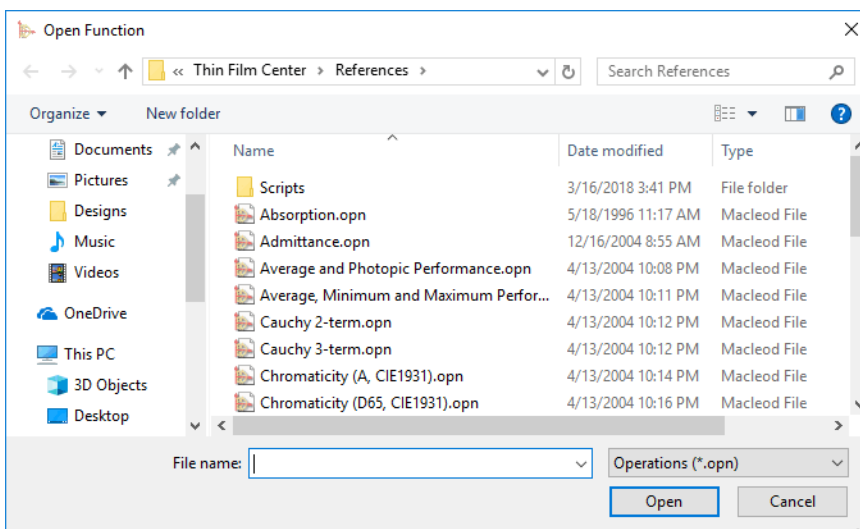 Open Function
« Thin Film Center > References >
Search References
Organize
New folder
Documents
Pictures
Designs
Music
Videos
OneDrive
This PC
3D Objects
Desktop
Name Date modified Type
Scripts 3/16/2018 3:41 PM File folder
Absorption.opn 5/18/1996 11:17 AM Macleod File
Admittance.opn 12/16/2004 8:55 AM Macleod File
Average and Photopic Performance.opn 4/13/2004 10:08 PM Macleod File
Average, Minimum and Maximum Perfor... 4/13/2004 10:11 PM Macleod File
Cauchy 2-term.opn 4/13/2004 10:12 PM Macleod File
Cauchy 3-term.opn 4/13/2004 10:12 PM Macleod File
Chromaticity (A, CIE1931).opn 4/13/2004 10:14 PM Macleod File
Chromaticity (D65, CIE1931).opn 4/13/2004 10:16 PM Macleod File
File name:
Operations (*.opn)
Open Cancel